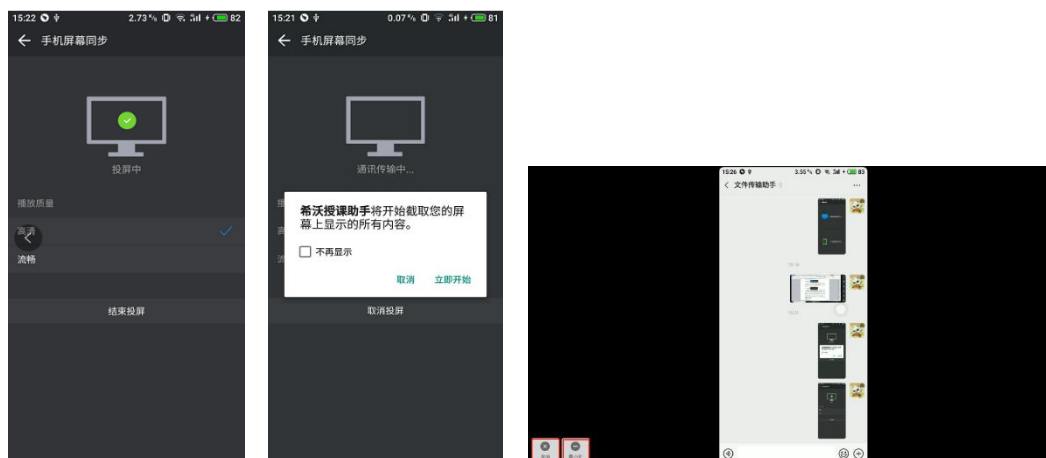 15:22 2.73 % 82
手机屏幕同步
投屏中
播放质量
高清
流畅
结束投屏
15:21 0.07 % 81
手机屏幕同步
通讯传输中...
希沃授课助手将开始截取您的屏
幕上显示的所有内容。
不再显示
取消 立即开始
取消投屏
15:26 3.55 % 83
文件传输助手